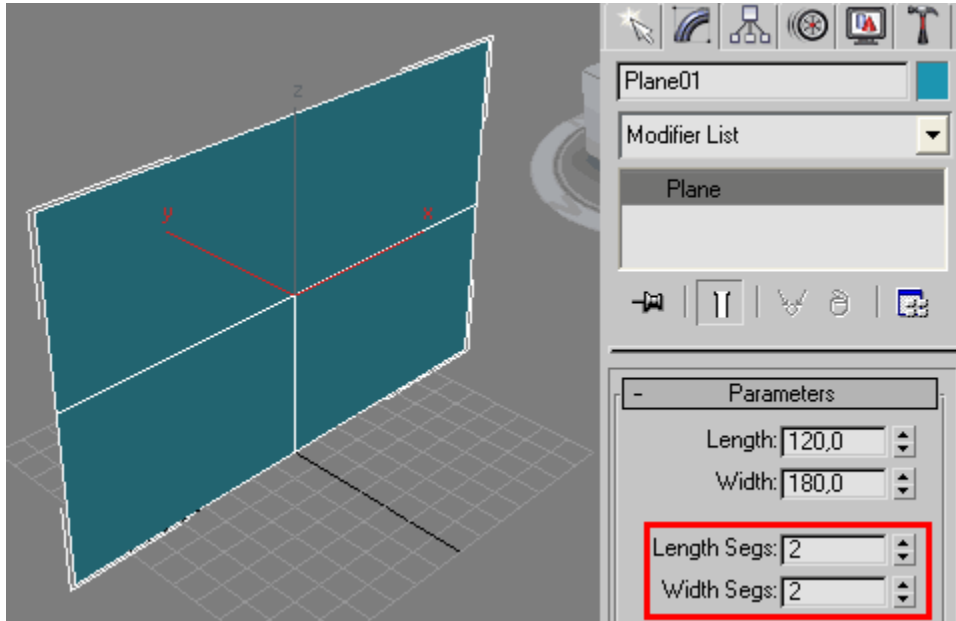 z
y
x
Plane01
Modifier List
Plane
- Parameters
Length: 120,0
Width: 180,0
Length Segs: 2
Width Segs: 2